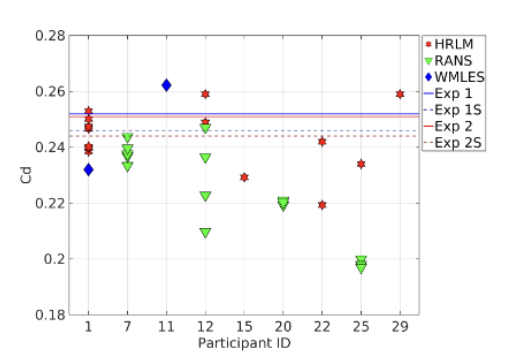 0.28
0.26
0.24
0.22
0.2
0.18
Cd
1 7 11 12 15 20 22 25 29
Participant ID
HRLM
RANS
WMLES
Exp 1
Exp 1S
Exp 2
Exp 2S